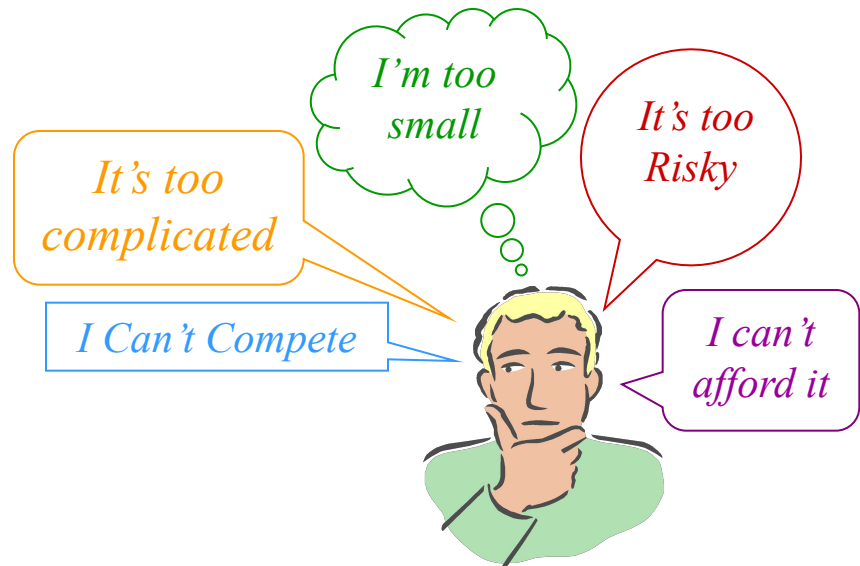 I’m too
small
It’s too
Risky
It’s too
complicated
I Can’t Compete
I can’t
afford it